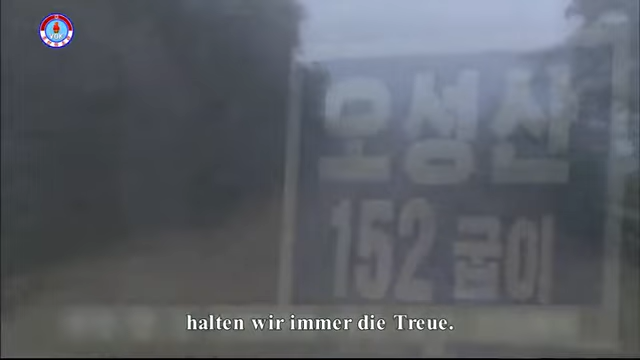 오성산
152 굽이
halten wir immer die Treue.